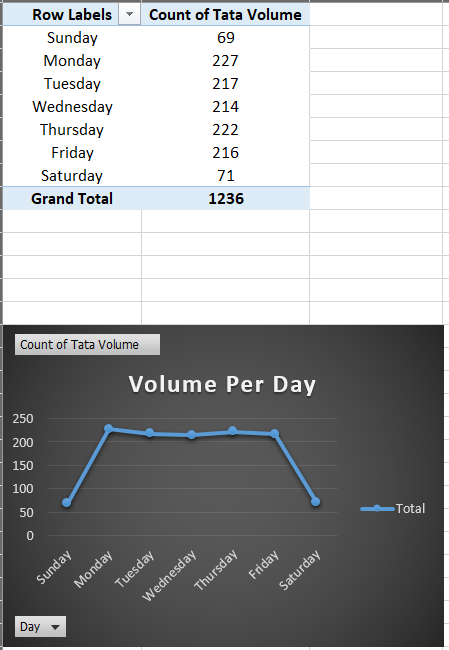 Row Labels Count of Tata Volume
Sunday 69
Monday 227
Tuesday 217
Wednesday 214
Thursday 222
Friday 216
Saturday 71
Grand Total 1236
Count of Tata Volume
Volume Per Day
250
200
150
100
50
0
Total
Sunday Monday Tuesday Wednesday Thursday Friday Saturday
Day